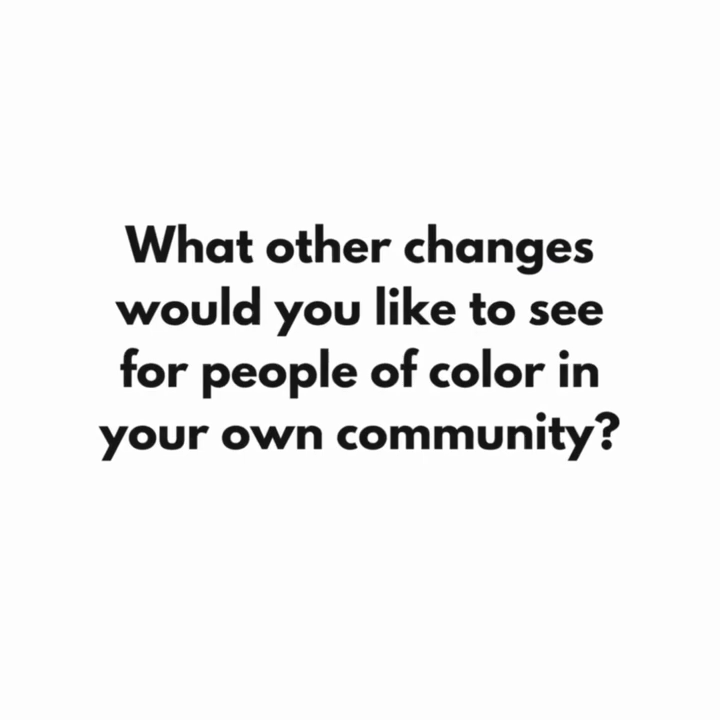 What other changes
would you like to see
for people of color in
your own community?